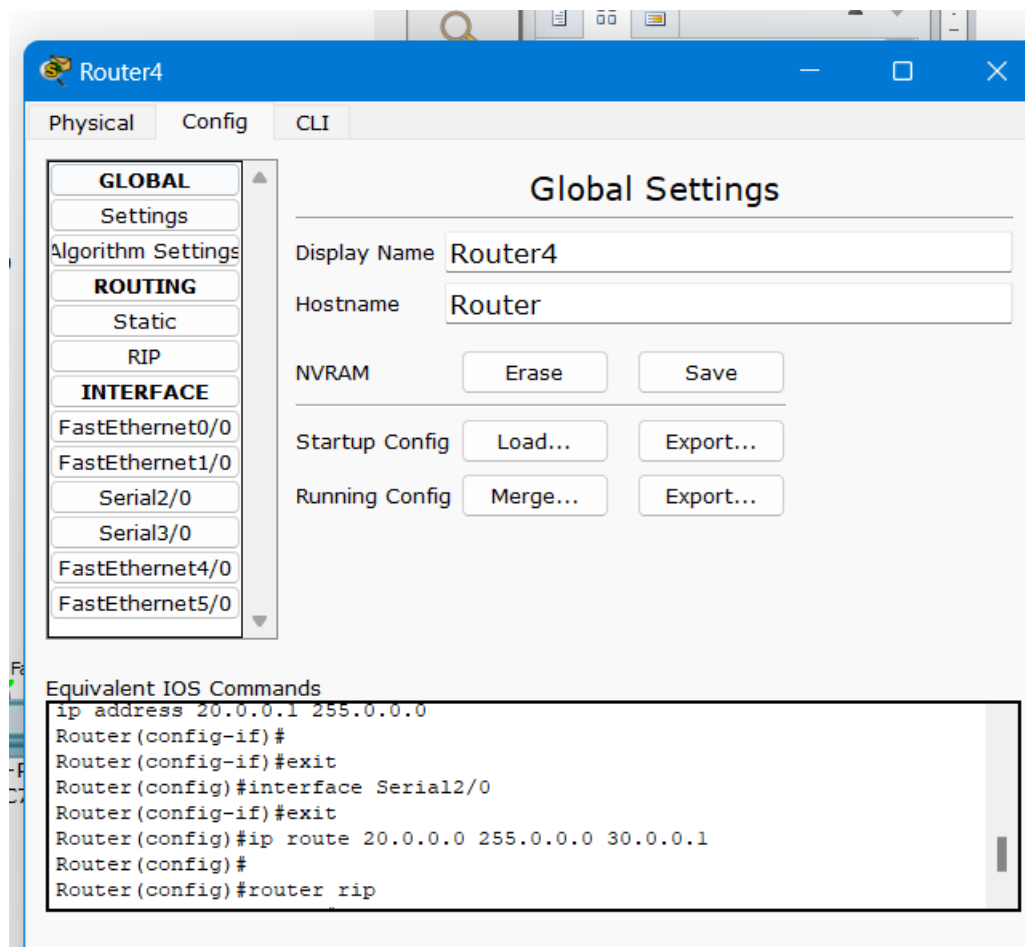 Router4
Physical Config CLI
GLOBAL
Settings
Algorithm Settings
ROUTING
Static
RIP
INTERFACE
FastEthernet0/0
FastEthernet1/0
Serial2/0
Serial3/0
FastEthernet4/0
FastEthernet5/0
Global Settings
Display Name Router4
Hostname Router
NVRAM Erase Save
Startup Config Load... Export...
Running Config Merge... Export...
Equivalent IOS Commands
ip address 20.0.0.1 255.0.0.0
Router(config-if)#
Router(config-if)#exit
Router(config)#interface Serial2/0
Router(config-if)#exit
Router(config)#ip route 20.0.0.0 255.0.0.0 30.0.0.1
Router(config)#
Router(config)#router rip